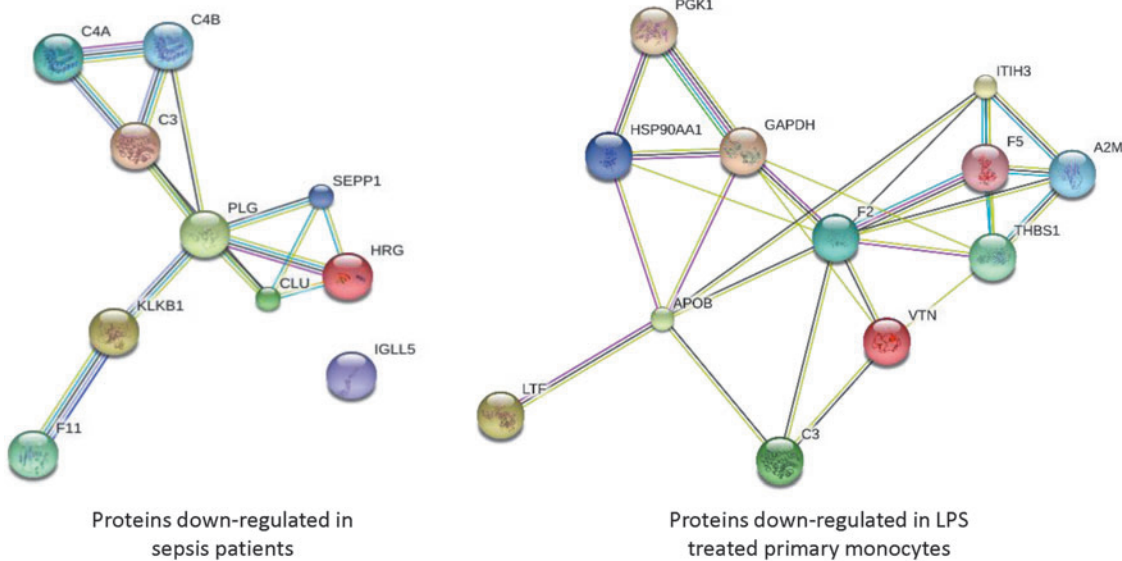 C4A
C4B
C3
SEPP1
PLG
HRG
CLU
KLKB1
IGLL5
F11
Proteins down-regulated in
sepsis patients
PGK1
ITIH3
HSP90AA1
GAPDH
F5
A2M
F2
THBS1
APOB
VTN
LTF
C3
Proteins down-regulated in LPS
treated primary monocytes